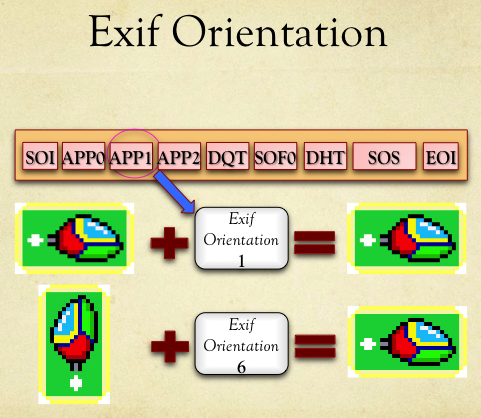 Exif Orientation
SOI APP0 APP1 APP2 DQT SOF0 DHT SOS EOI
Exif
Orientation
1
Exif
Orientation
6